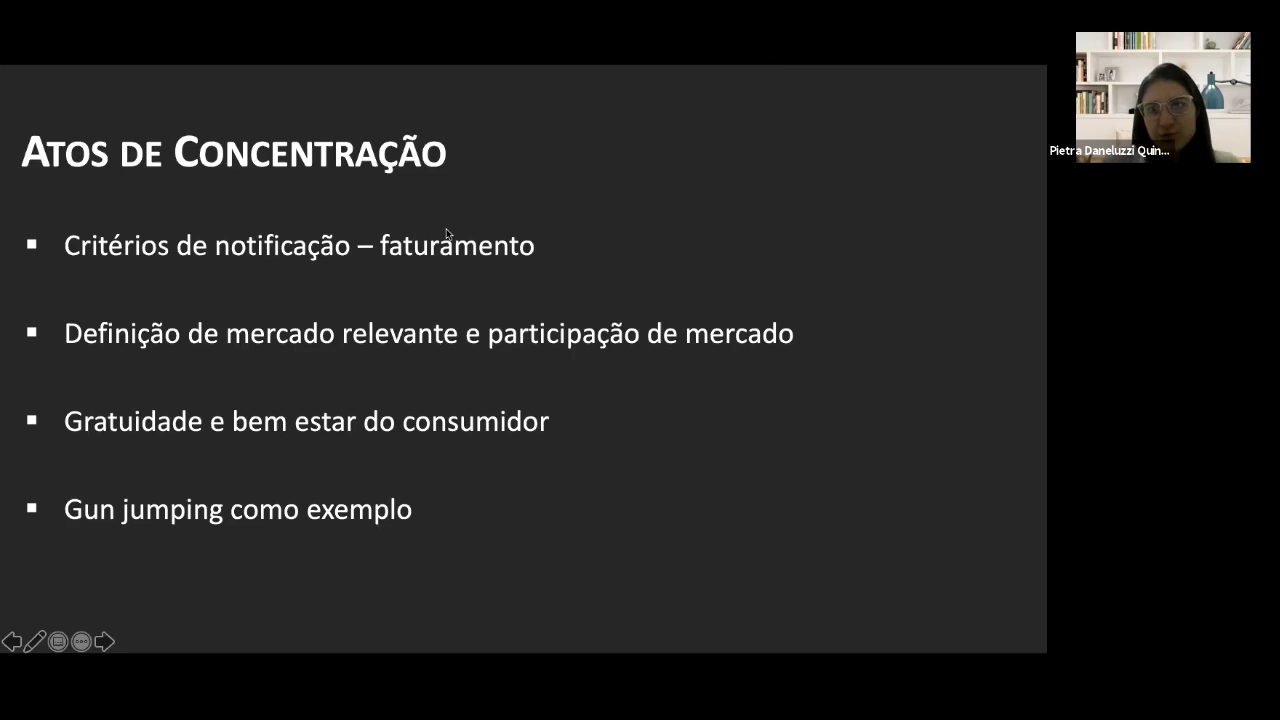 ATOS DE CONCENTRAÇÃO
Critérios de notificação – faturamento
Definição de mercado relevante e participação de mercado
Gratuidade e bem estar do consumidor
Gun jumping como exemplo
Pietra Daneluzzi Quin...